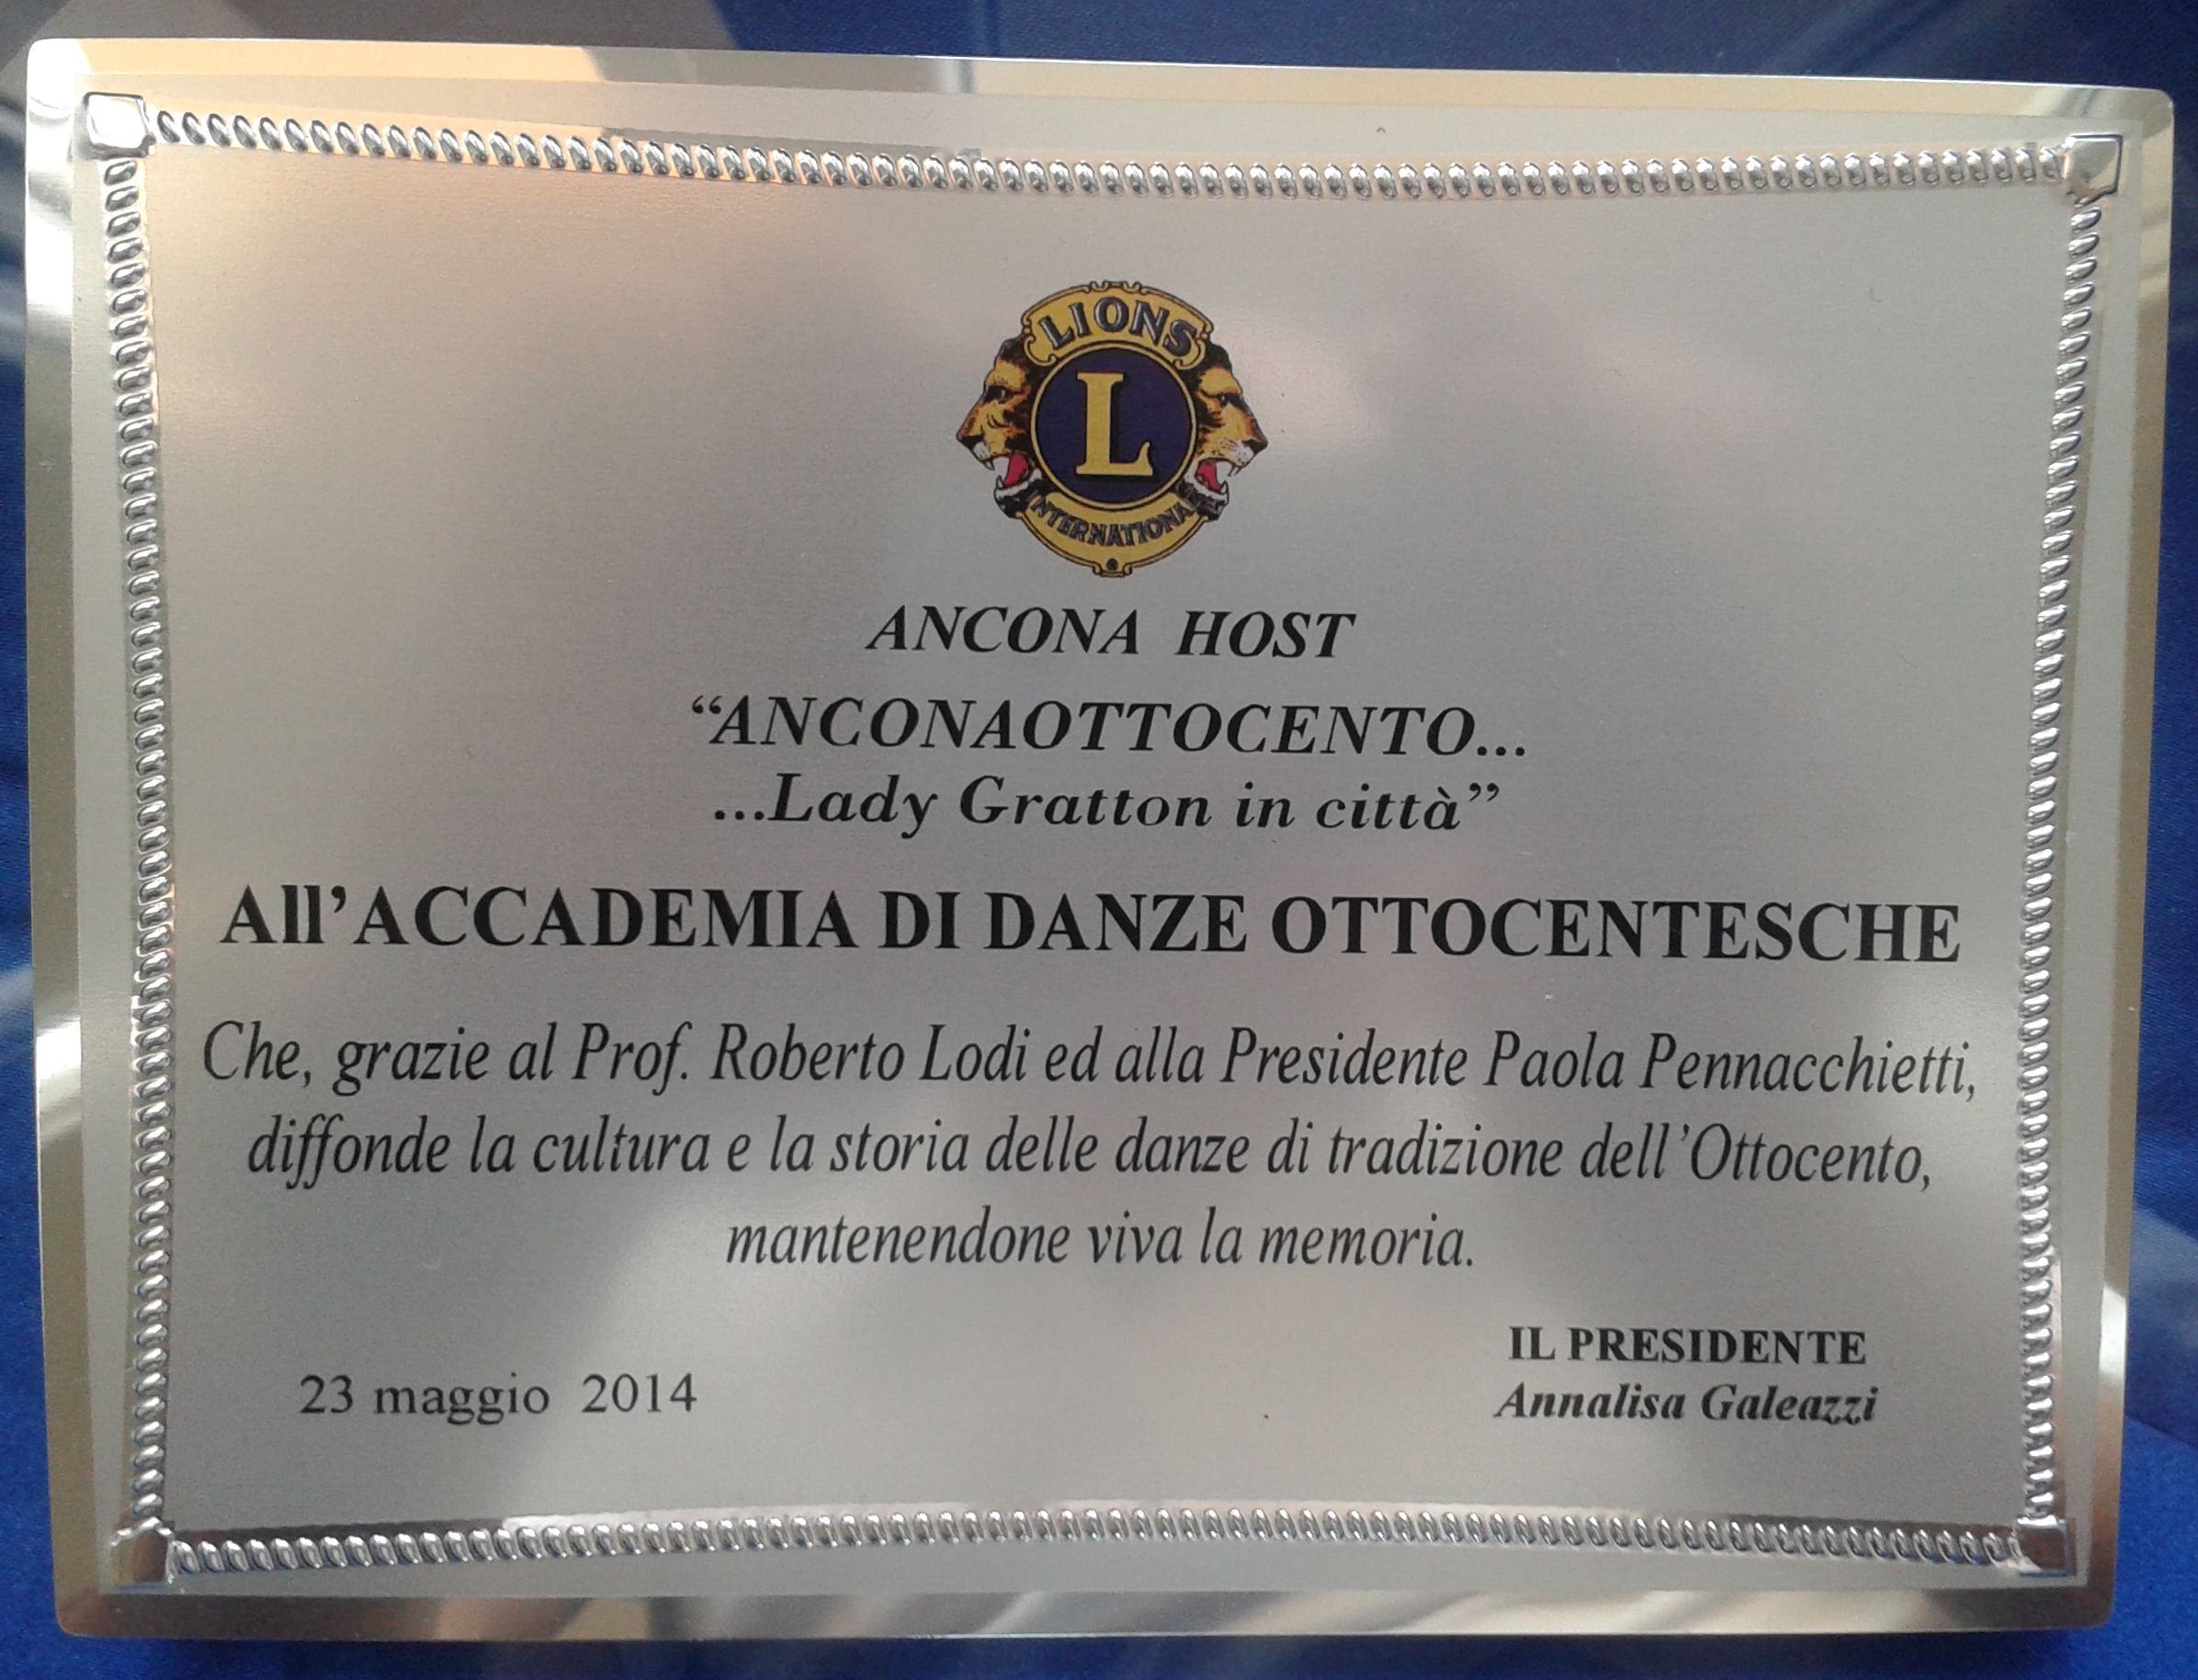 LIONS
L
INTERNATIONAL
ANCONA HOST
“ANCONAOTTOCENTO...
...Lady Gratton in città”
All’ACCADEMIA DI DANZE OTTOCENTESCHE
Che, grazie al Prof. Roberto Lodi ed alla Presidente Paola Pennacchietti,
diffonde la cultura e la storia delle danze di tradizione dell’Ottocento,
mantenendone viva la memoria.
IL PRESIDENTE
23 maggio 2014
Annalisa Galeazzi